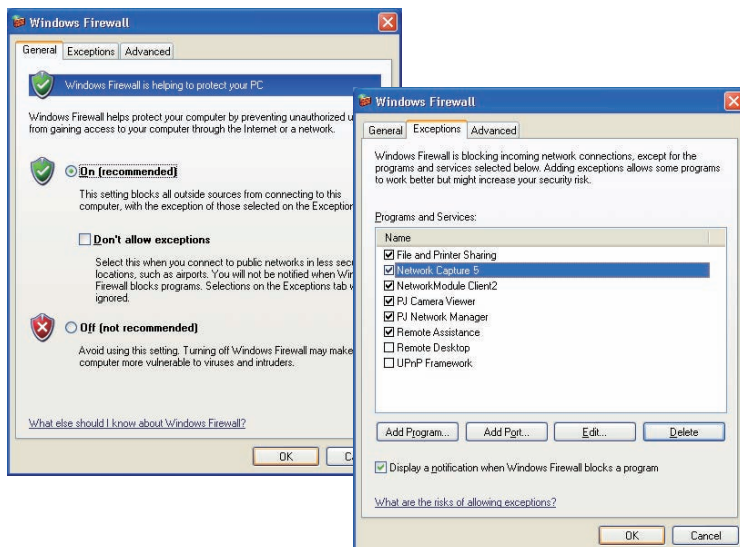 Windows Firewall
General Exceptions Advanced
Windows Firewall is helping to protect your PC
Windows Firewall helps protect your computer by preventing unauthorized u
from gaining access to your computer through the Internet or a network.
On (recommended)
This setting blocks all outside sources from connecting to this
computer, with the exception of those selected on the Exception
Don't allow exceptions
Select this when you connect to public networks in less sec
locations, such as airports. You will not be notified when Win
Firewall blocks programs. Selections on the Exceptions tab w
ignored.
Off (not recommended)
Avoid using this setting. Turning off Windows Firewall may make
computer more vulnerable to viruses and intruders.
What else should I know about Windows Firewall?
OK
Ca
Windows Firewall
General Exceptions Advanced
Windows Firewall is blocking incoming network connections, except for the
programs and services selected below. Adding exceptions allows some programs
to work better but might increase your security risk.
Programs and Services:
Name
File and Printer Sharing
Network Capture 5
NetworkModule Client2
PJ Camera Viewer
PJ Network Manager
Remote Assistance
Remote Desktop
UPnP Framework
Add Program... Add Port... Edit... Delete
Display a notification when Windows Firewall blocks a program
What are the risks of allowing exceptions?
OK Cancel